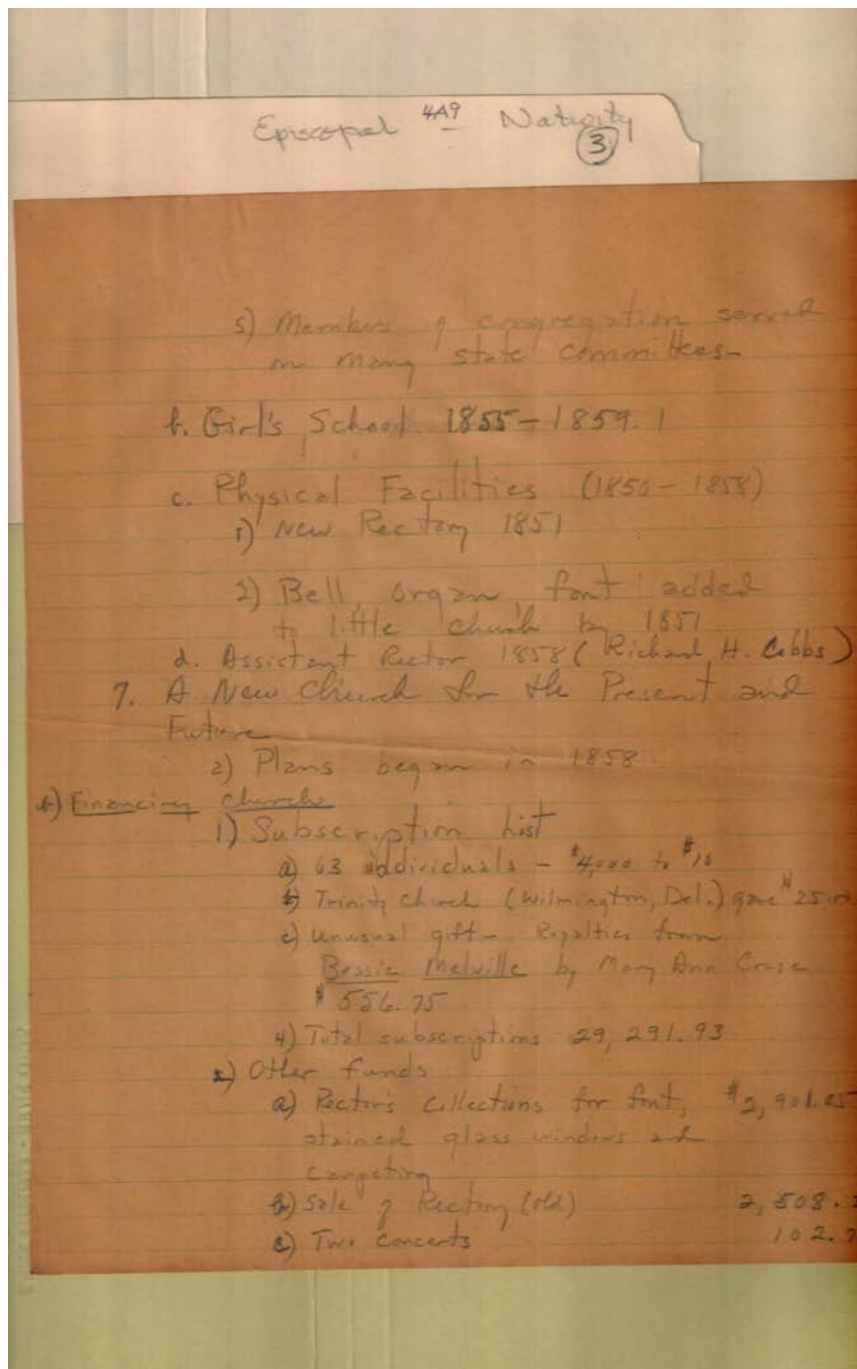 Episcopal 4A9 Nativity
3
5) Members of congregation served
on many state committees-
b. Girl's School 1855-1859.1
c. Physical Facilities (1850-1858)
1) New Rectory 1851
2) Bell, organ, font added
to little church by 1851
d. Assistant Rector 1858 (Richard H. Cobbs)
7. A New Church for the Present and
Future
a) Plans began in 1858
b) Financing church
1) Subscription list
a) 63 individuals - $4,000 to $10
b) Trinity Church (Wilmington, Del.) gave
c) Unusual gift - Royalties from
Bessie Melville by Mary Ann Cruse
$556.75
4) Total subscriptions 29,291.93
2) Other funds
a) Rector's Collections for font, $2,901.05
stained glass windows and
carpeting
b) Sale of Rectory (old) 2,508.
c) Two Concerts 102.